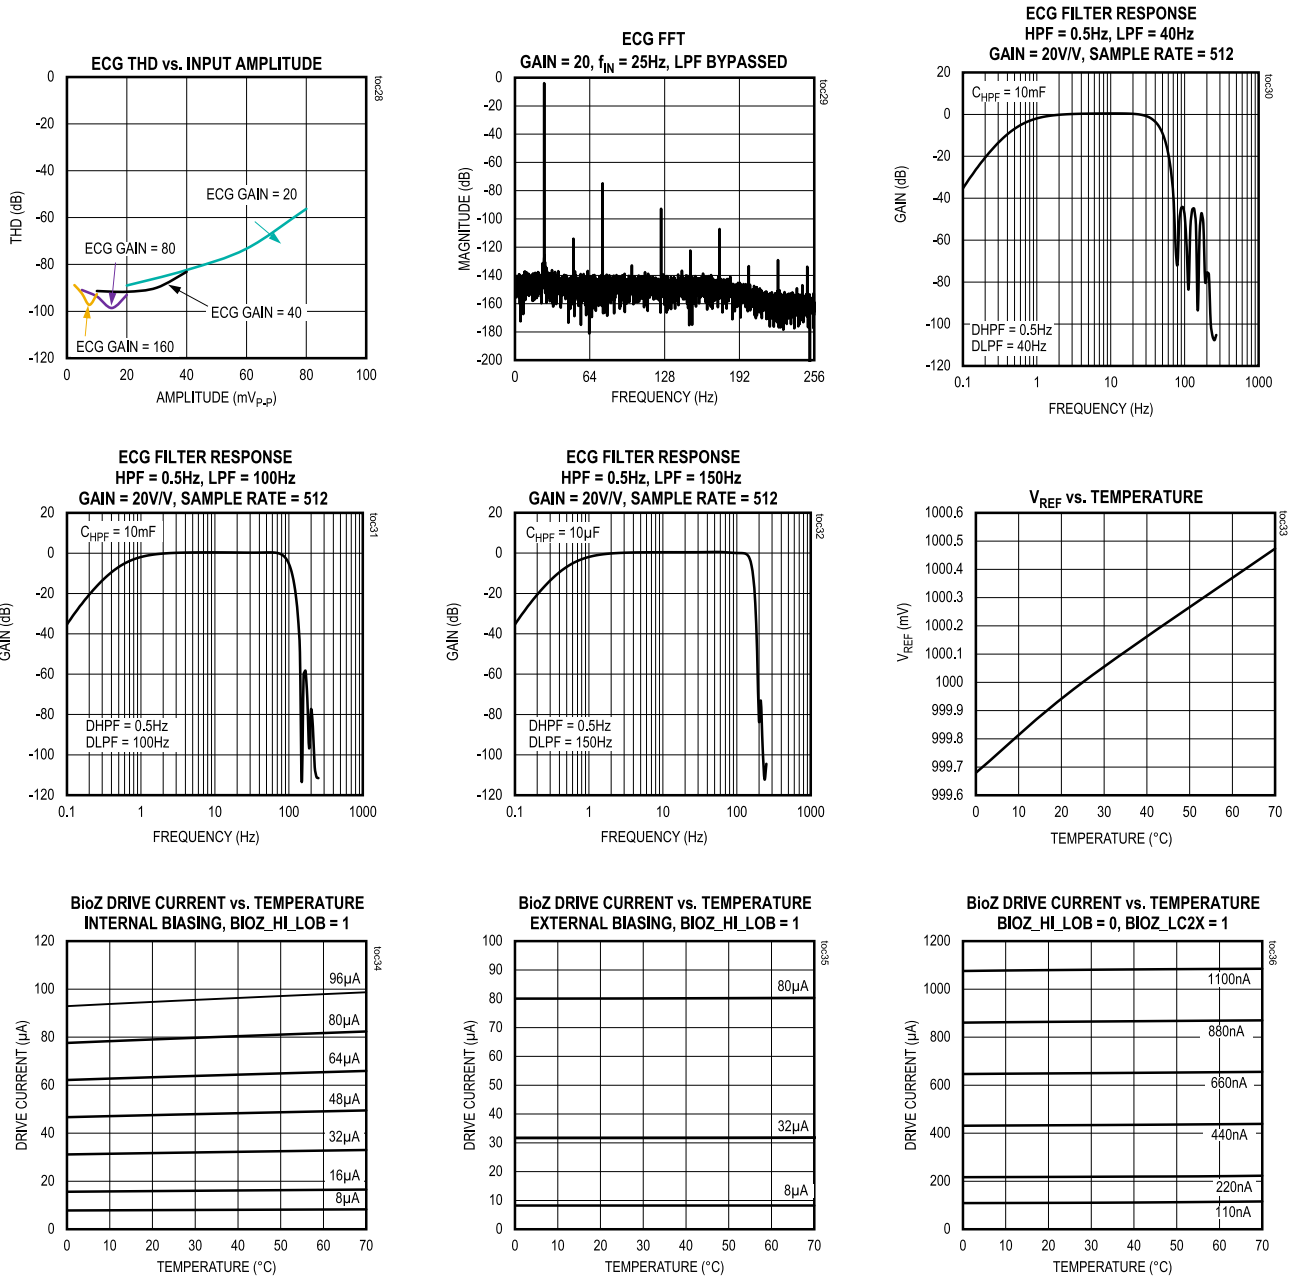 ECG THD vs. INPUT AMPLITUDE
toc28
0
-20
-40
-60
-80
-100
-120
THD (dB)
ECG GAIN = 20
ECG GAIN = 80
ECG GAIN = 40
ECG GAIN = 160
0 20 40 60 80 100
AMPLITUDE (mVP-P)
ECG FFT
GAIN = 20, fIN = 25Hz, LPF BYPASSED
toc29
0
-20
-40
-60
-80
-100
-120
-140
-160
-180
-200
MAGNITUDE (dB)
0 64 128 192 256
FREQUENCY (Hz)
ECG FILTER RESPONSE
HPF = 0.5Hz, LPF = 40Hz
GAIN = 20V/V, SAMPLE RATE = 512
toc30
20
0
-20
-40
-60
-80
-100
-120
GAIN (dB)
CHPF = 10mF
DHPF = 0.5Hz
DLPF = 40Hz
0.1 1 10 100 1000
FREQUENCY (Hz)
ECG FILTER RESPONSE
HPF = 0.5Hz, LPF = 100Hz
GAIN = 20V/V, SAMPLE RATE = 512
toc31
20
0
-20
-40
-60
-80
-100
-120
GAIN (dB)
CHPF = 10mF
DHPF = 0.5Hz
DLPF = 100Hz
0.1 1 10 100 1000
FREQUENCY (Hz)
ECG FILTER RESPONSE
HPF = 0.5Hz, LPF = 150Hz
GAIN = 20V/V, SAMPLE RATE = 512
toc32
20
0
-20
-40
-60
-80
-100
-120
GAIN (dB)
CHPF = 10µF
DHPF = 0.5Hz
DLPF = 150Hz
0.1 1 10 100 1000
FREQUENCY (Hz)
VREF vs. TEMPERATURE
toc33
1000.6
1000.5
1000.4
1000.3
1000.2
1000.1
1000
999.9
999.8
999.7
999.6
VREF (mV)
0 10 20 30 40 50 60 70
TEMPERATURE (°C)
BioZ DRIVE CURRENT vs. TEMPERATURE
INTERNAL BIASING, BIOZ_HI_LOB = 1
toc34
120
100
80
60
40
20
0
DRIVE CURRENT (µA)
96µA
80µA
64µA
48µA
32µA
16µA
8µA
0 10 20 30 40 50 60 70
TEMPERATURE (°C)
BioZ DRIVE CURRENT vs. TEMPERATURE
EXTERNAL BIASING, BIOZ_HI_LOB = 1
toc35
100
90
80
70
60
50
40
30
20
10
0
DRIVE CURRENT (µA)
80µA
32µA
8µA
0 10 20 30 40 50 60 70
TEMPERATURE (°C)
BioZ DRIVE CURRENT vs. TEMPERATURE
BIOZ_HI_LOB = 0, BIOZ_LC2X = 1
toc36
1200
1000
800
600
400
200
0
DRIVE CURRENT (µA)
1100nA
880nA
660nA
440nA
220nA
110nA
0 10 20 30 40 50 60 70
TEMPERATURE (°C)